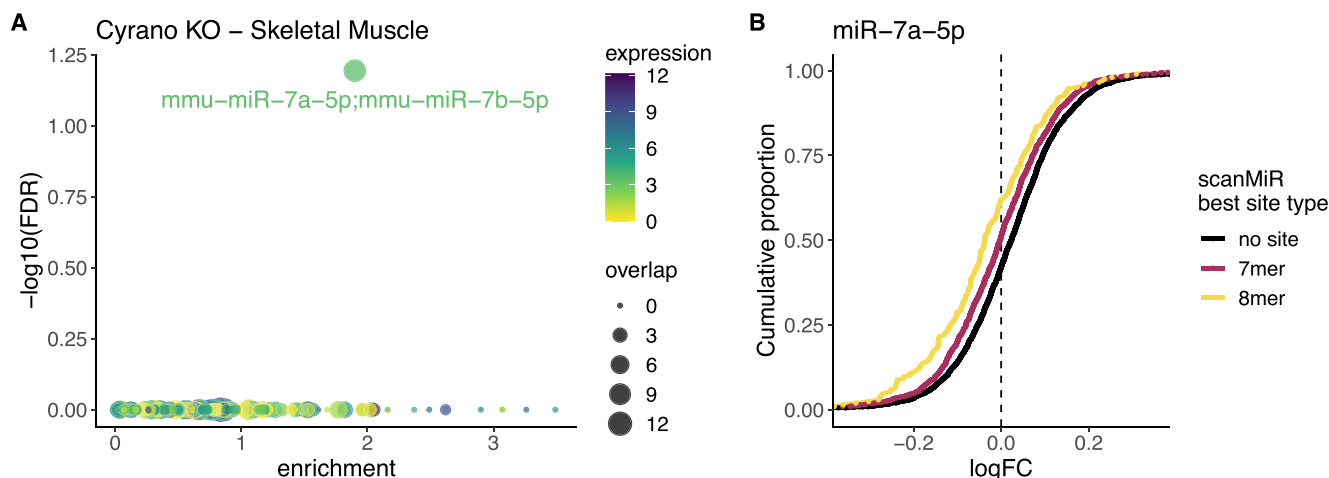 A
Cyrano KO − Skeletal Muscle
−log10(FDR)
1.25
1.00
0.75
0.50
0.25
0.00
mmu−miR−7a−5p;mmu−miR−7b−5p
0 1 2 3
enrichment
expression
12
9
6
3
0
overlap
0
3
6
9
12
B
miR−7a−5p
Cumulative proportion
1.00
0.75
0.50
0.25
0.00
−0.2 0.0 0.2
logFC
scanMiR
best site type
no site
7mer
8mer